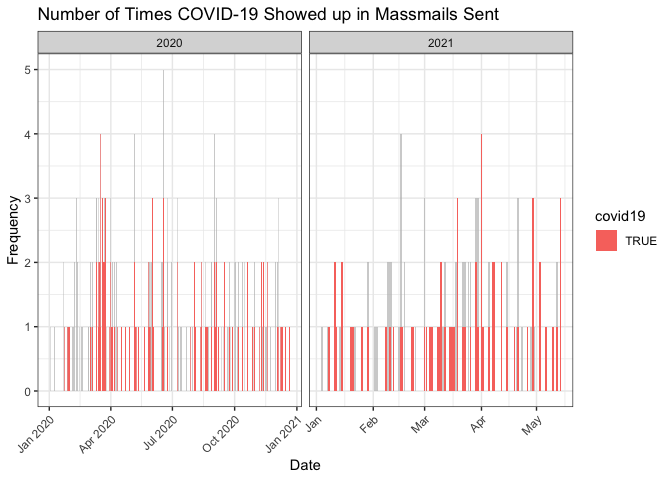 Number of Times COVID-19 Showed up in Massmails Sent
2020
2021
5
4
3
2
1
0
Frequency
Jan 2020
Apr 2020
Jul 2020
Oct 2020
Jan 2021
Jan
Feb
Mar
Apr
May
Date
covid19
TRUE